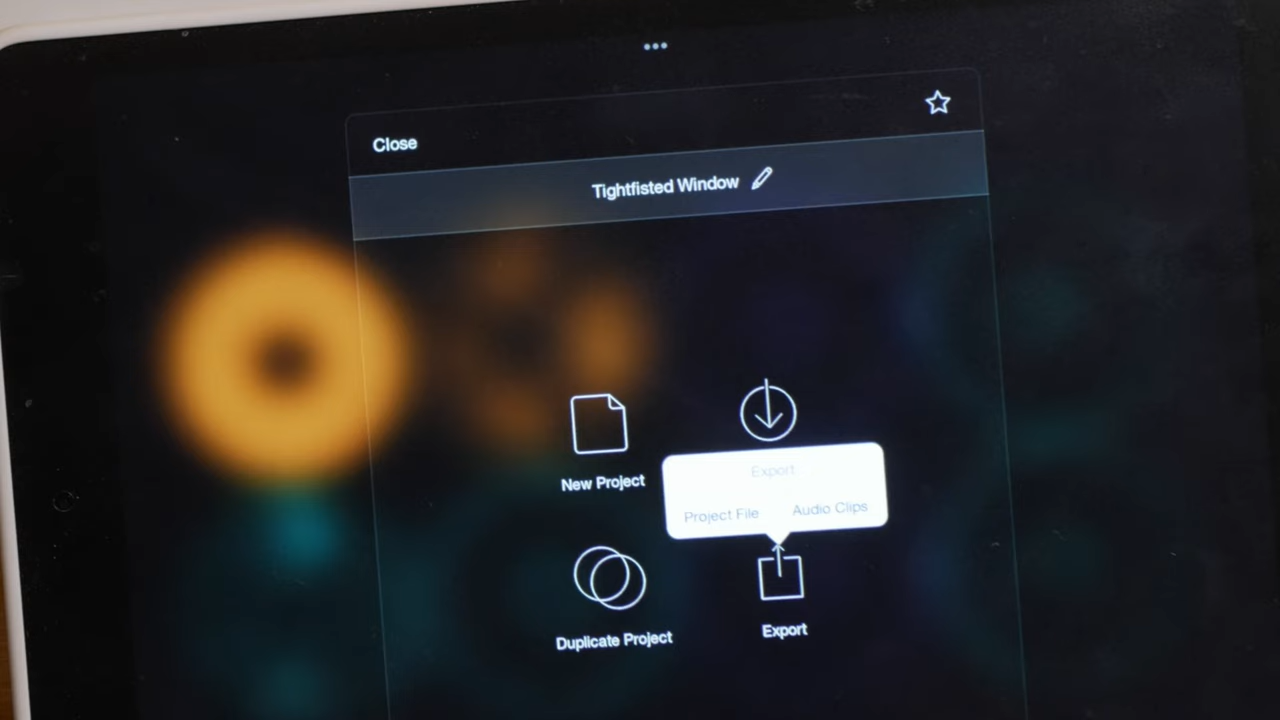 Close
Tightfisted Window
New Project
Export...
Project File
Audio Clips
Duplicate Project
Export